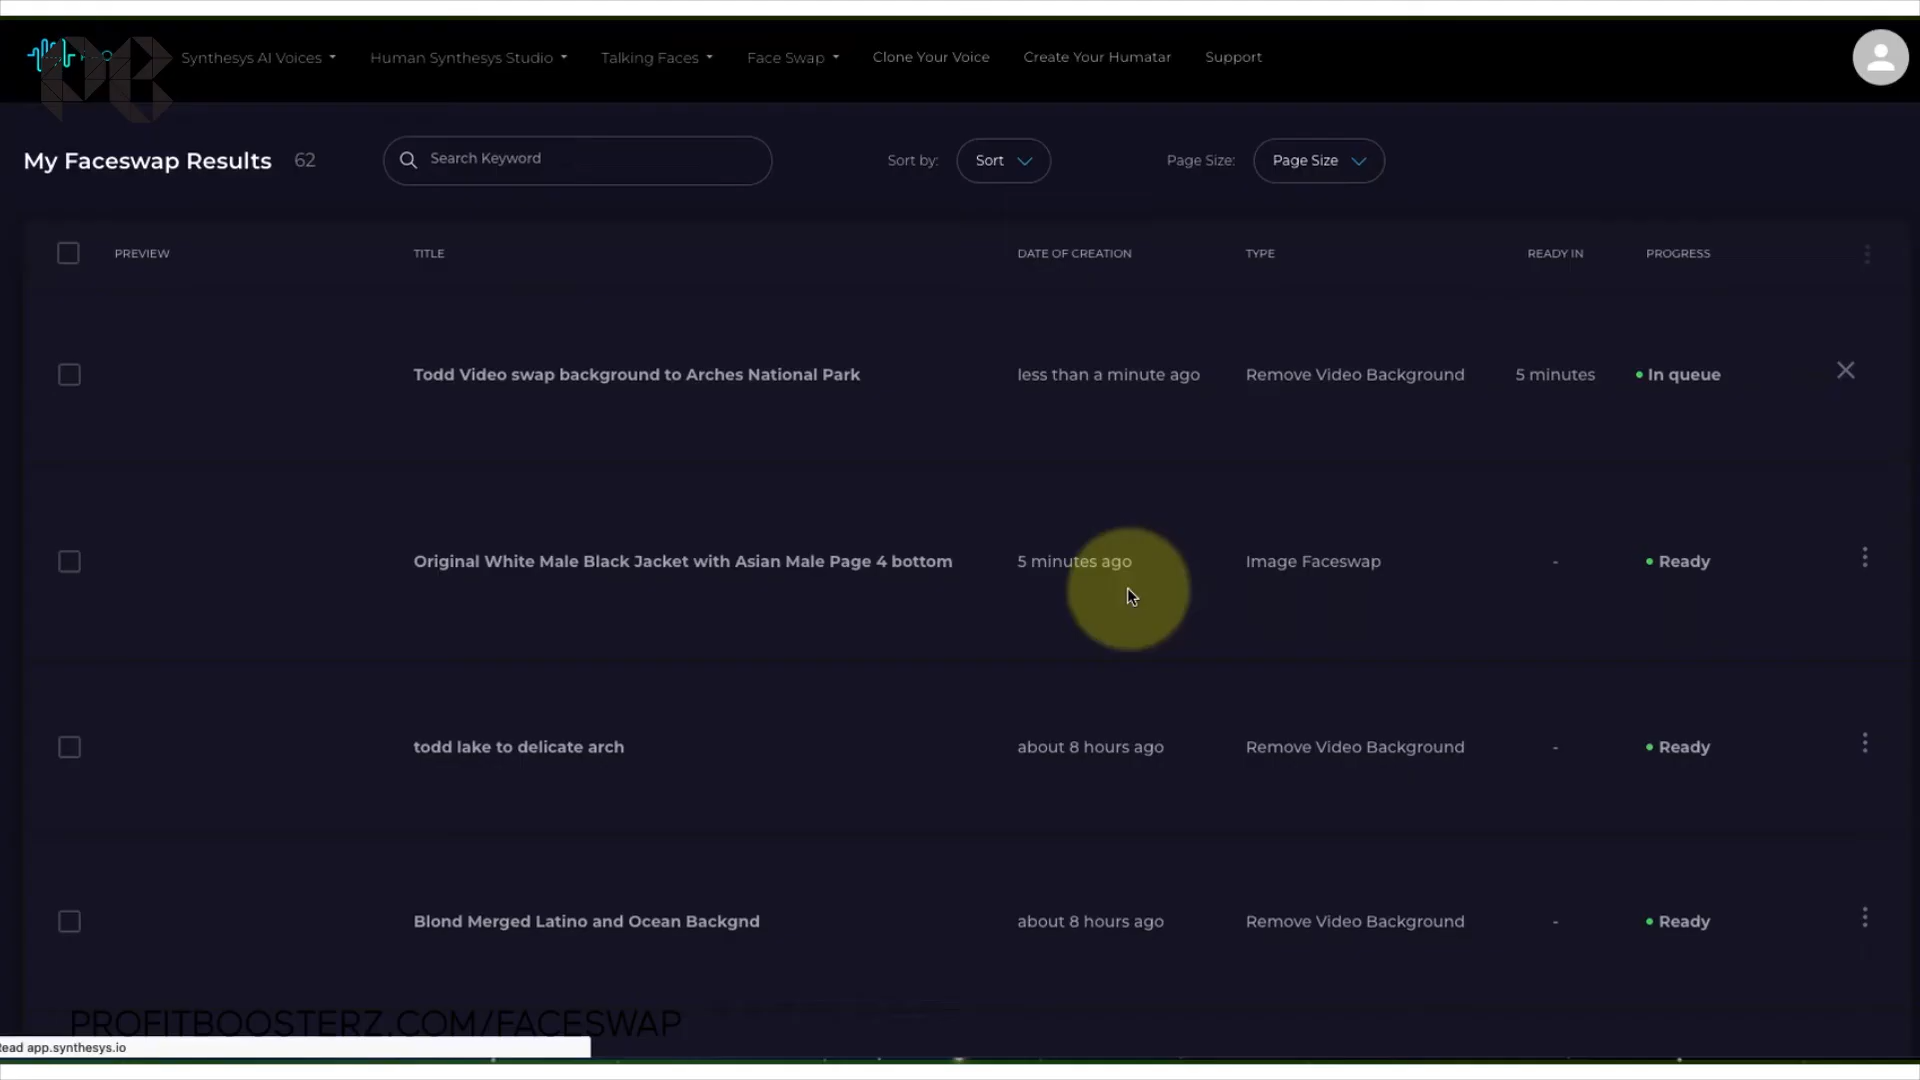 Synthesys AI Voices
Human Synthesys Studio
Talking Faces
Face Swap
Clone Your Voice
Create Your Humatar
Support
My Faceswap Results 62
Search Keyword
Sort by: Sort
Page Size: Page Size
PREVIEW TITLE DATE OF CREATION TYPE READY IN PROGRESS
Todd Video swap background to Arches National Park less than a minute ago Remove Video Background 5 minutes In queue
Original White Male Black Jacket with Asian Male Page 4 bottom 5 minutes ago Image Faceswap - Ready
todd lake to delicate arch about 8 hours ago Remove Video Background - Ready
Blond Merged Latino and Ocean Backgnd about 8 hours ago Remove Video Background - Ready
PROFITBOOSTERZ.COM/FACESWAP
app.synthesys.io